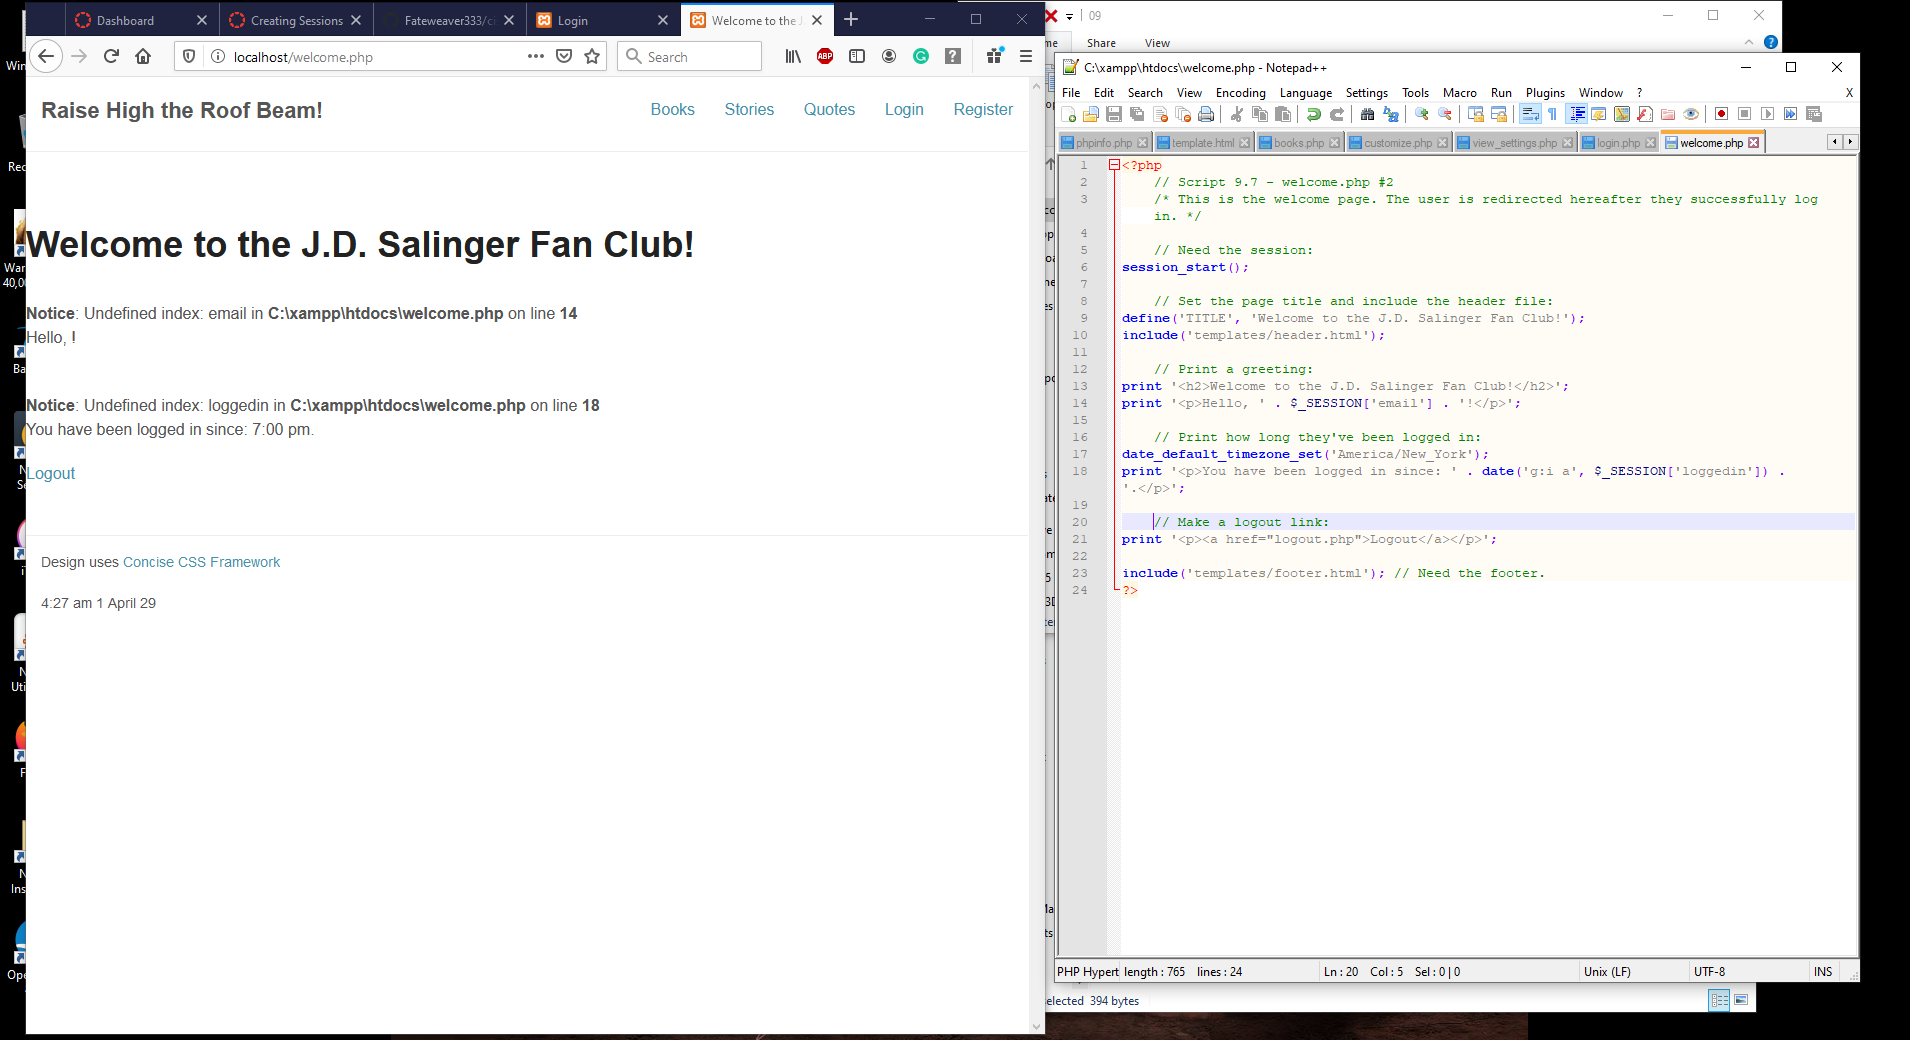 Dashboard
Creating Sessions
Fateweaver333/ci
Login
Welcome to the J
localhost/welcome.php
Search
ABP
Raise High the Roof Beam!
Books Stories Quotes Login Register
Welcome to the J.D. Salinger Fan Club!
Notice: Undefined index: email in C:\xampp\htdocs\welcome.php on line 14
Hello, !
Notice: Undefined index: loggedin in C:\xampp\htdocs\welcome.php on line 18
You have been logged in since: 7:00 pm.
Logout
Design uses Concise CSS Framework
4:27 am 1 April 29
09
Share View
C:\xampp\htdocs\welcome.php - Notepad++
File Edit Search View Encoding Language Settings Tools Macro Run Plugins Window ? X
phpinfo.php template.html books.php customize.php view_settings.php login.php welcome.php
1 <?php
2 // Script 9.7 - welcome.php #2
3 /* This is the welcome page. The user is redirected hereafter they successfully log
in. */
4
5 // Need the session:
6 session_start();
7
8 // Set the page title and include the header file:
9 define('TITLE', 'Welcome to the J.D. Salinger Fan Club!');
10 include('templates/header.html');
11
12 // Print a greeting:
13 print '<h2>Welcome to the J.D. Salinger Fan Club!</h2>';
14 print '<p>Hello, ' . $_SESSION['email'] . '!</p>';
15
16 // Print how long they've been logged in:
17 date_default_timezone_set('America/New_York');
18 print '<p>You have been logged in since: ' . date('g:i a', $_SESSION['loggedin']) .
'.</p>';
19
20 // Make a logout link:
21 print '<p><a href="logout.php">Logout</a></p>';
22
23 include('templates/footer.html'); // Need the footer.
24 ?>
PHP Hypert length : 765 lines : 24 Ln : 20 Col : 5 Sel : 0 | 0 Unix (LF) UTF-8 INS
elected 394 bytes